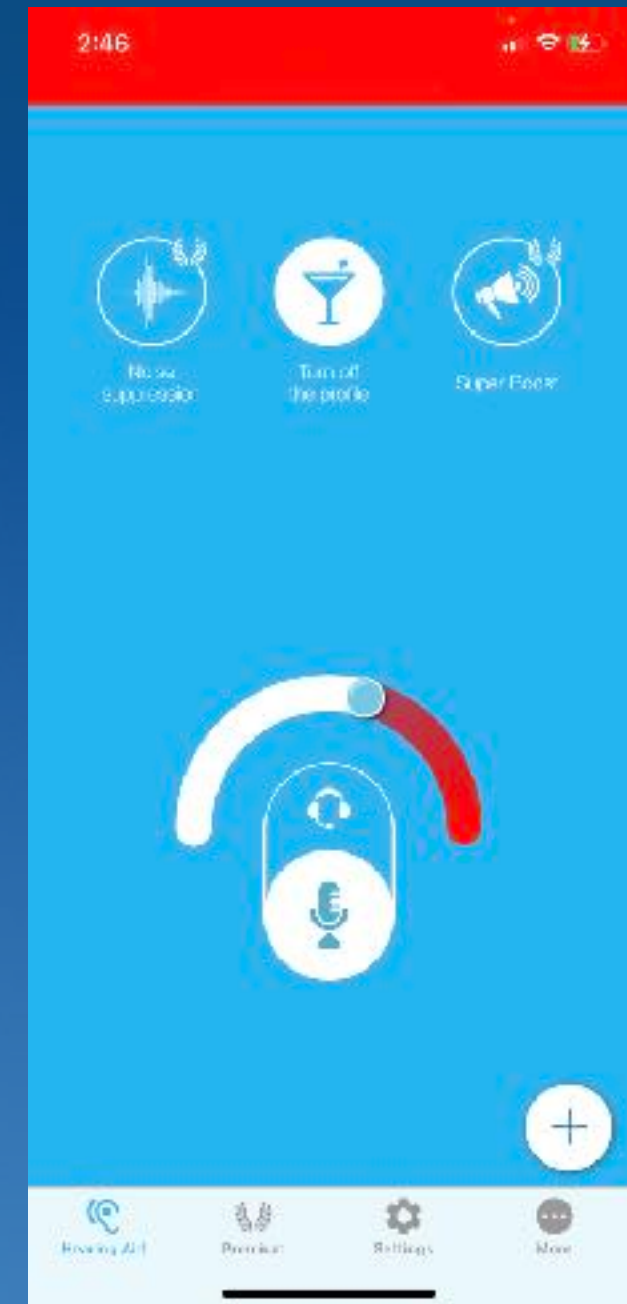 2:46
Noise
suppression
Turn off
the profile
Super Boost
Hearing Aid
Premium
Settings
More